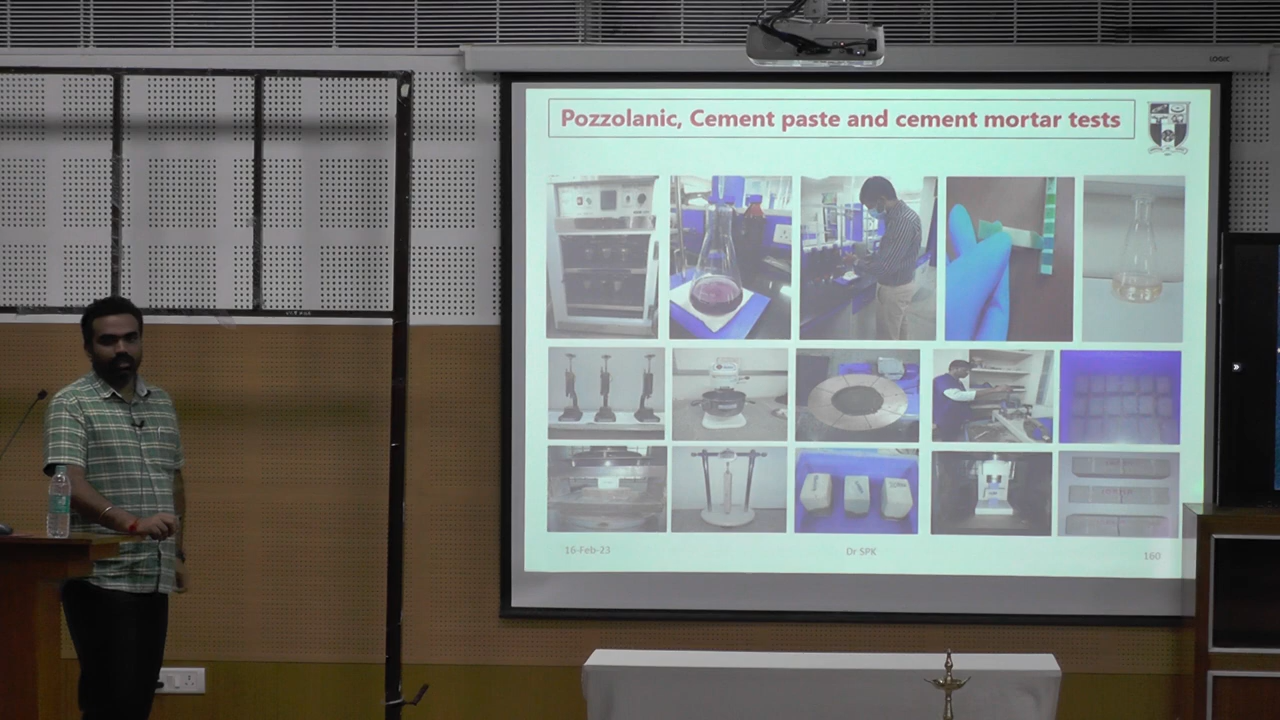 LOGIC
Pozzolanic, Cement paste and cement mortar tests
16-Feb-23
Dr SPK
160